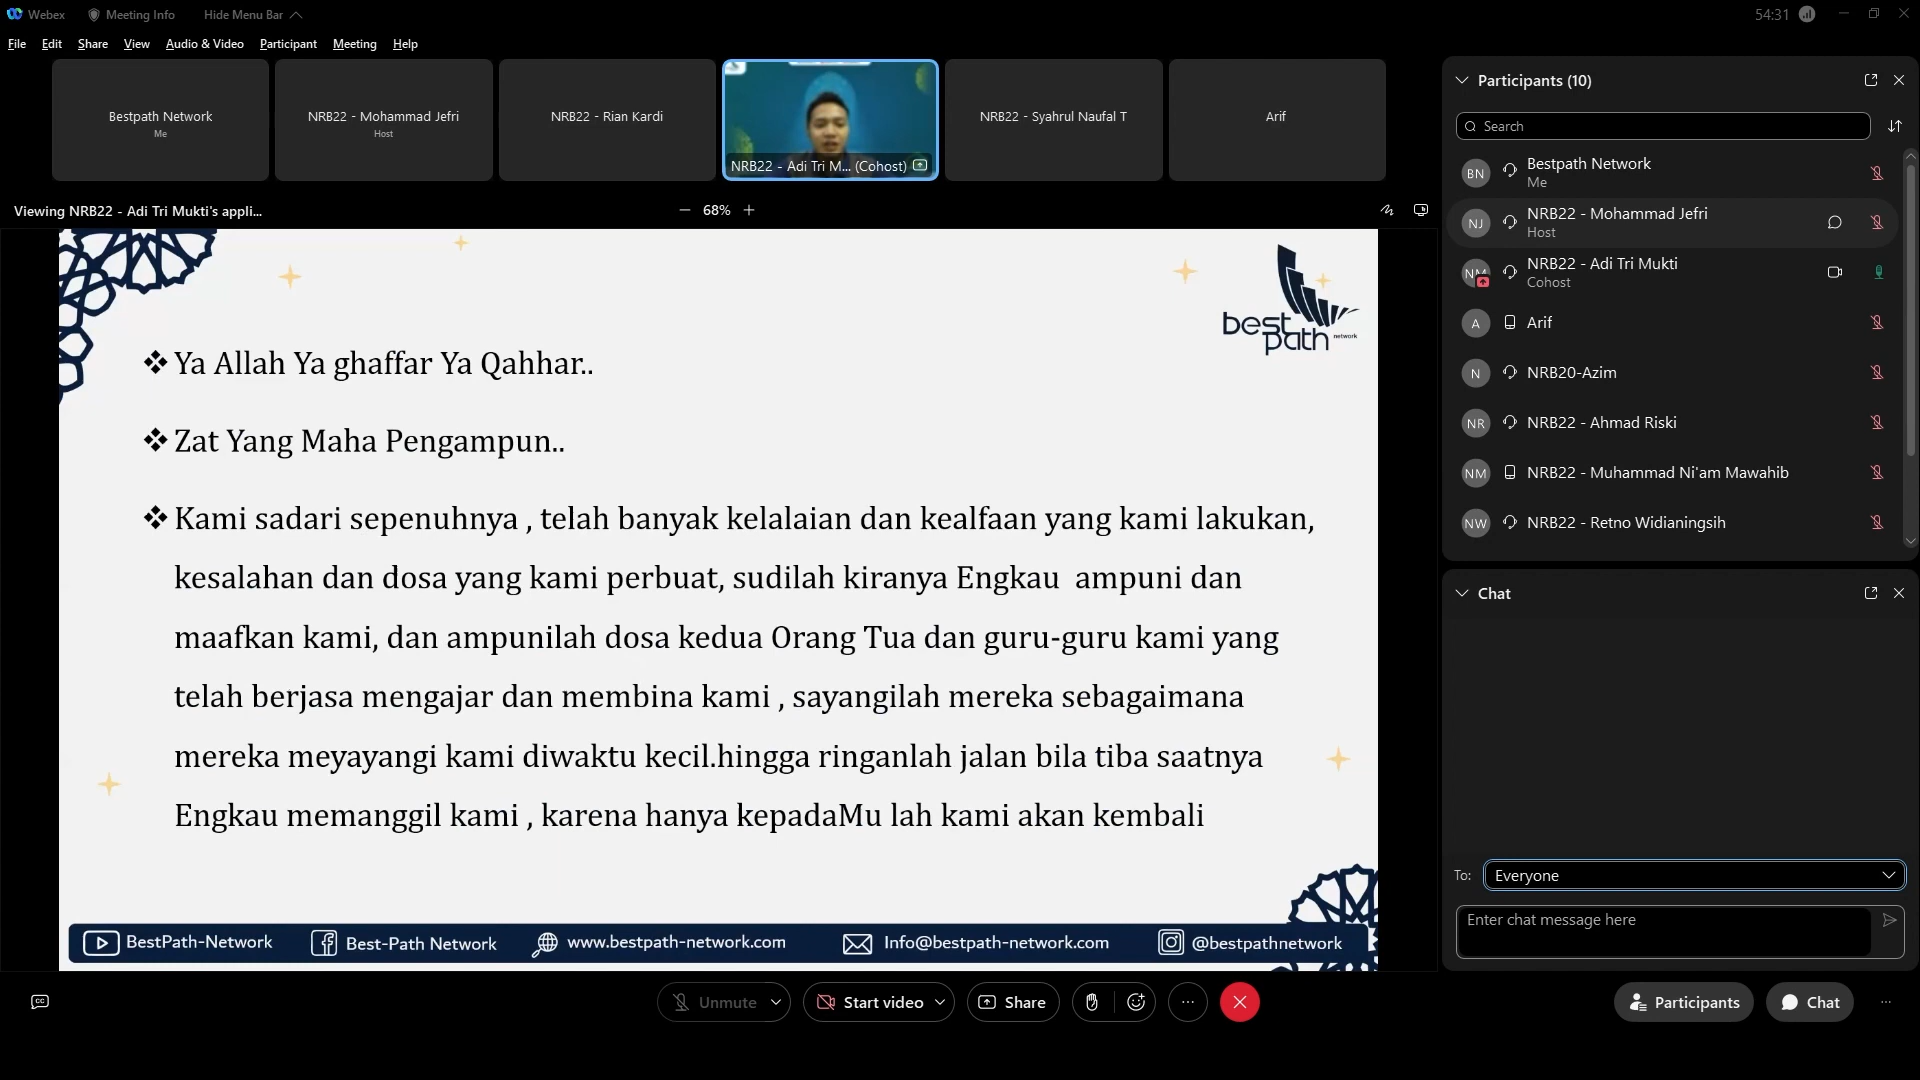 Webex
Meeting Info
Hide Menu Bar
54:31
File Edit Share View Audio & Video Participant Meeting Help
Bestpath Network
Me
NRB22 - Mohammad Jefri
Host
NRB22 - Rian Kardi
NRB22 - Adi Tri M... (Cohost)
NRB22 - Syahrul Naufal T
Arif
Viewing NRB22 - Adi Tri Mukti's appli...
68%
best path network
Ya Allah Ya ghaffar Ya Qahhar..
Zat Yang Maha Pengampun..
Kami sadari sepenuhnya , telah banyak kelalaian dan kealfaan yang kami lakukan,
kesalahan dan dosa yang kami perbuat, sudilah kiranya Engkau ampuni dan
maafkan kami, dan ampunilah dosa kedua Orang Tua dan guru-guru kami yang
telah berjasa mengajar dan membina kami , sayangilah mereka sebagaimana
mereka meyayangi kami diwaktu kecil.hingga ringanlah jalan bila tiba saatnya
Engkau memanggil kami , karena hanya kepadaMu lah kami akan kembali
BestPath-Network
Best-Path Network
www.bestpath-network.com
Info@bestpath-network.com
@bestpathnetwork
Participants (10)
Search
BN
Bestpath Network
Me
NJ
NRB22 - Mohammad Jefri
Host
NM
NRB22 - Adi Tri Mukti
Cohost
A
Arif
N
NRB20-Azim
NR
NRB22 - Ahmad Riski
NM
NRB22 - Muhammad Ni'am Mawahib
NW
NRB22 - Retno Widianingsih
Chat
To: Everyone
Enter chat message here
CC
Unmute
Start video
Share
Participants
Chat